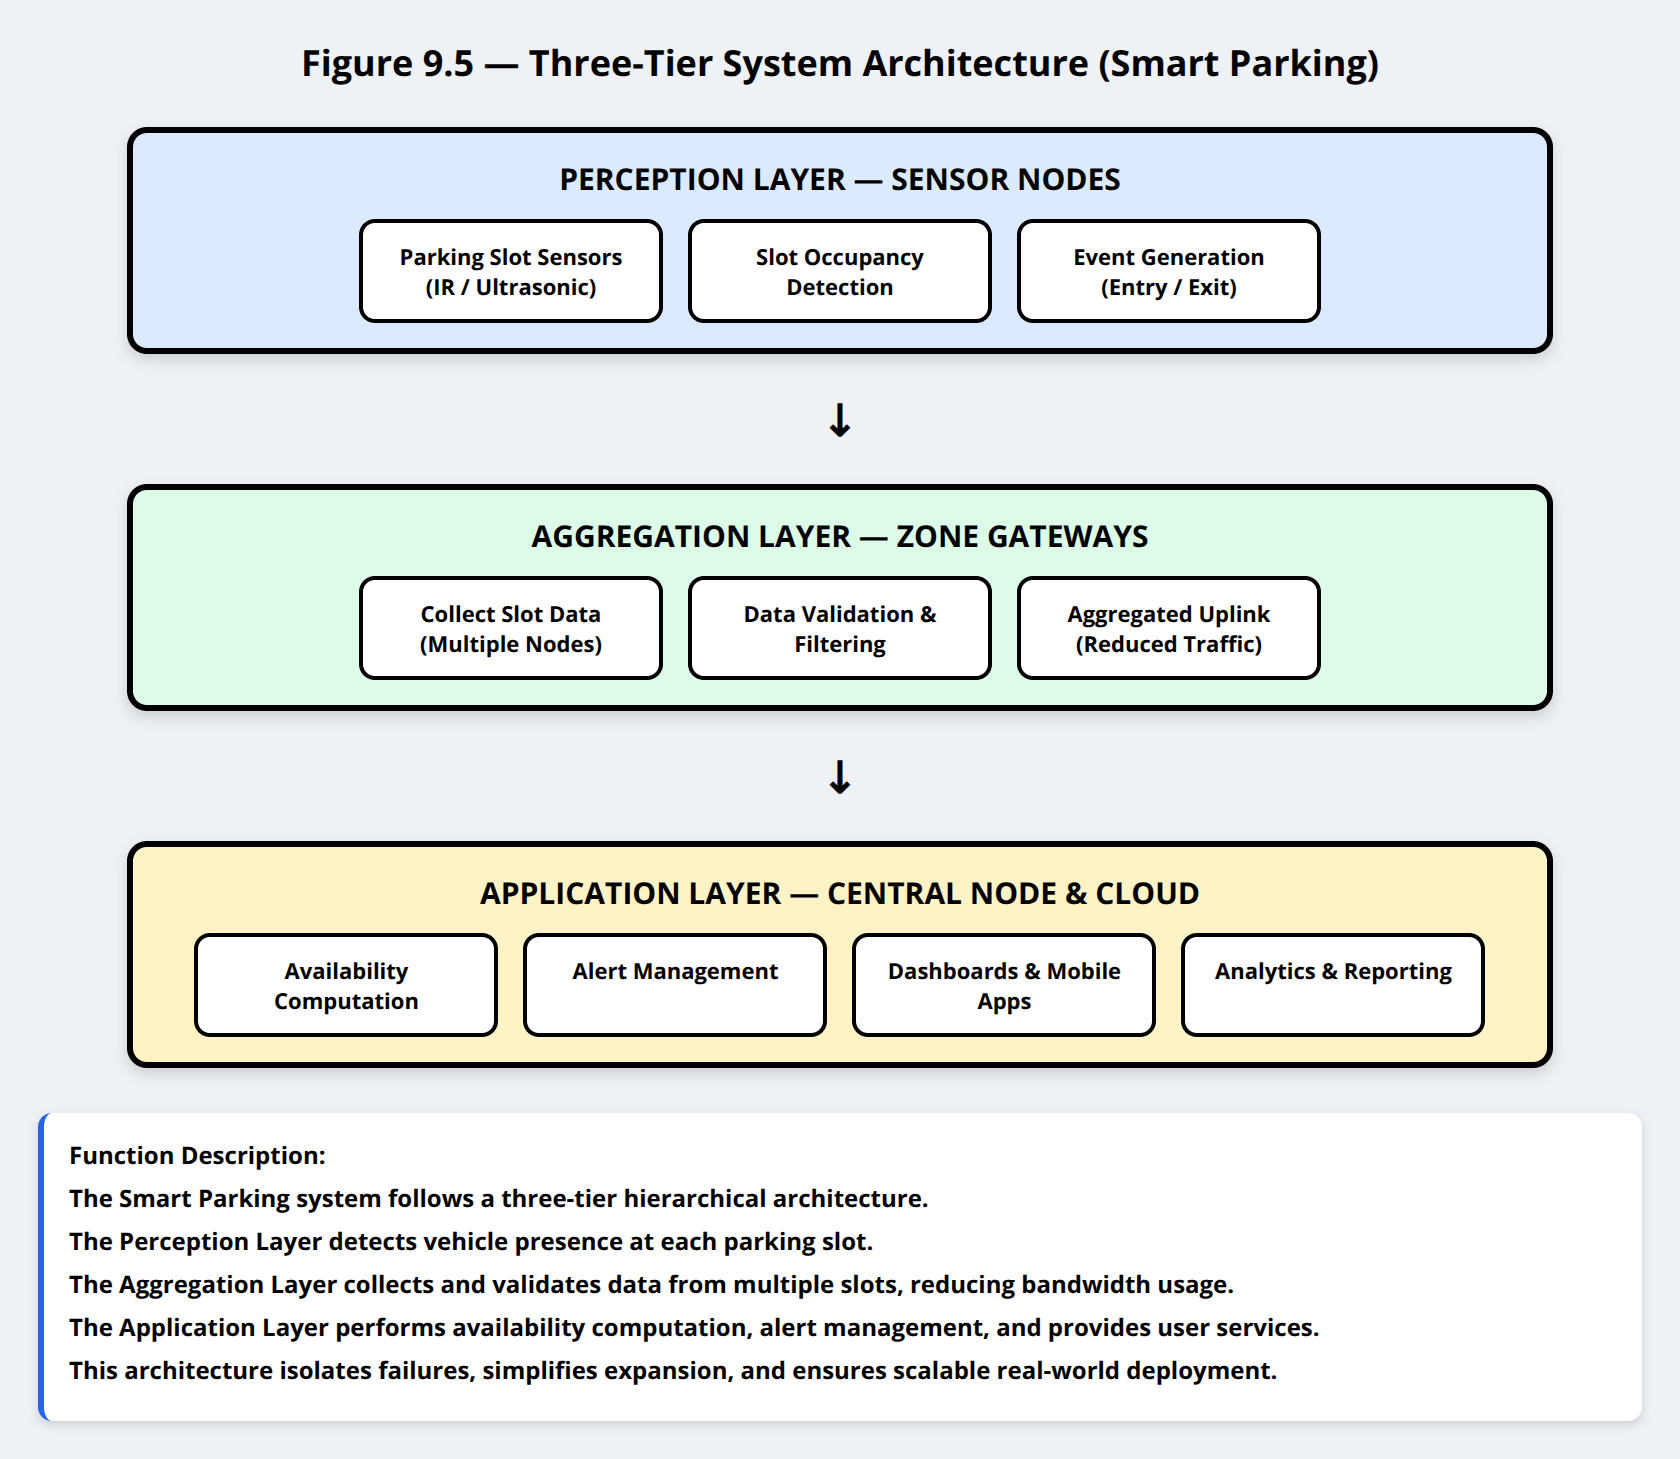 Figure 9.5 — Three-Tier System Architecture (Smart Parking)
PERCEPTION LAYER — SENSOR NODES
Parking Slot Sensors
(IR / Ultrasonic)
Slot Occupancy
Detection
Event Generation
(Entry / Exit)
↓
AGGREGATION LAYER — ZONE GATEWAYS
Collect Slot Data
(Multiple Nodes)
Data Validation &
Filtering
Aggregated Uplink
(Reduced Traffic)
↓
APPLICATION LAYER — CENTRAL NODE & CLOUD
Availability
Computation
Alert Management
Dashboards & Mobile
Apps
Analytics & Reporting
Function Description:
The Smart Parking system follows a three-tier hierarchical architecture.
The Perception Layer detects vehicle presence at each parking slot.
The Aggregation Layer collects and validates data from multiple slots, reducing bandwidth usage.
The Application Layer performs availability computation, alert management, and provides user services.
This architecture isolates failures, simplifies expansion, and ensures scalable real-world deployment.